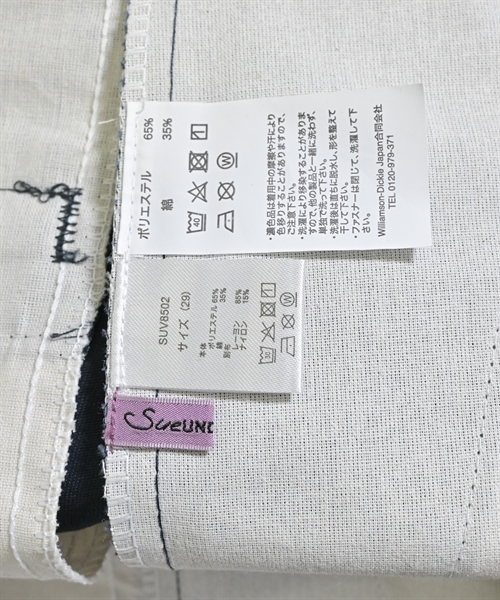 ポリエステル 65%
綿 35%
40
・濃色品は着用中の摩擦や汗により
色移りすることがありますので、
ご注意下さい。
・洗濯により移染することがありま
すので、他の製品と一緒に洗わず、
単独で洗って下さい。
・洗濯後は直ちに脱水し、形を整えて
干して下さい。
・ファスナーは閉じて、洗濯して下
さい。
Williamson-Dickie Japan合同会社
TEL 0120-979-371
SUV8502
サイズ (29)
本体 ポリエステル 65%
綿 35%
別布 レーヨン 85%
ナイロン 15%
SueUND